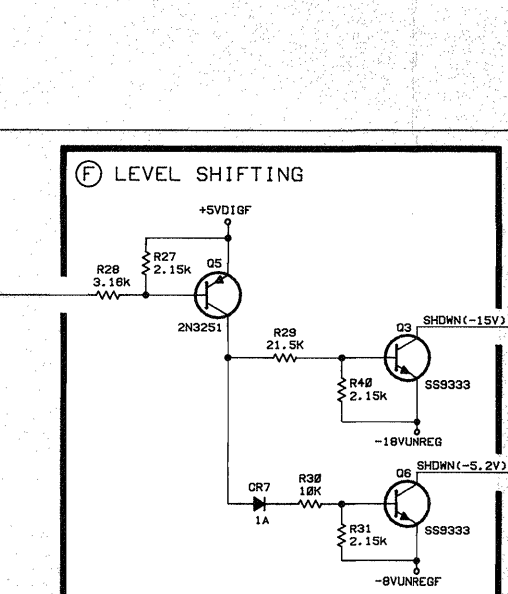 F LEVEL SHIFTING
+5VDIGF
R27
2.15K
Q5
R28
3.16K
2N3251
R29
21.5K
Q3
SHDWN(-15V)
R40
2.15K
SS9333
-18VUNREG
CR7
1A
R30
10K
Q6
SHDWN(-5.2V)
R31
2.15K
SS9333
-8VUNREGF